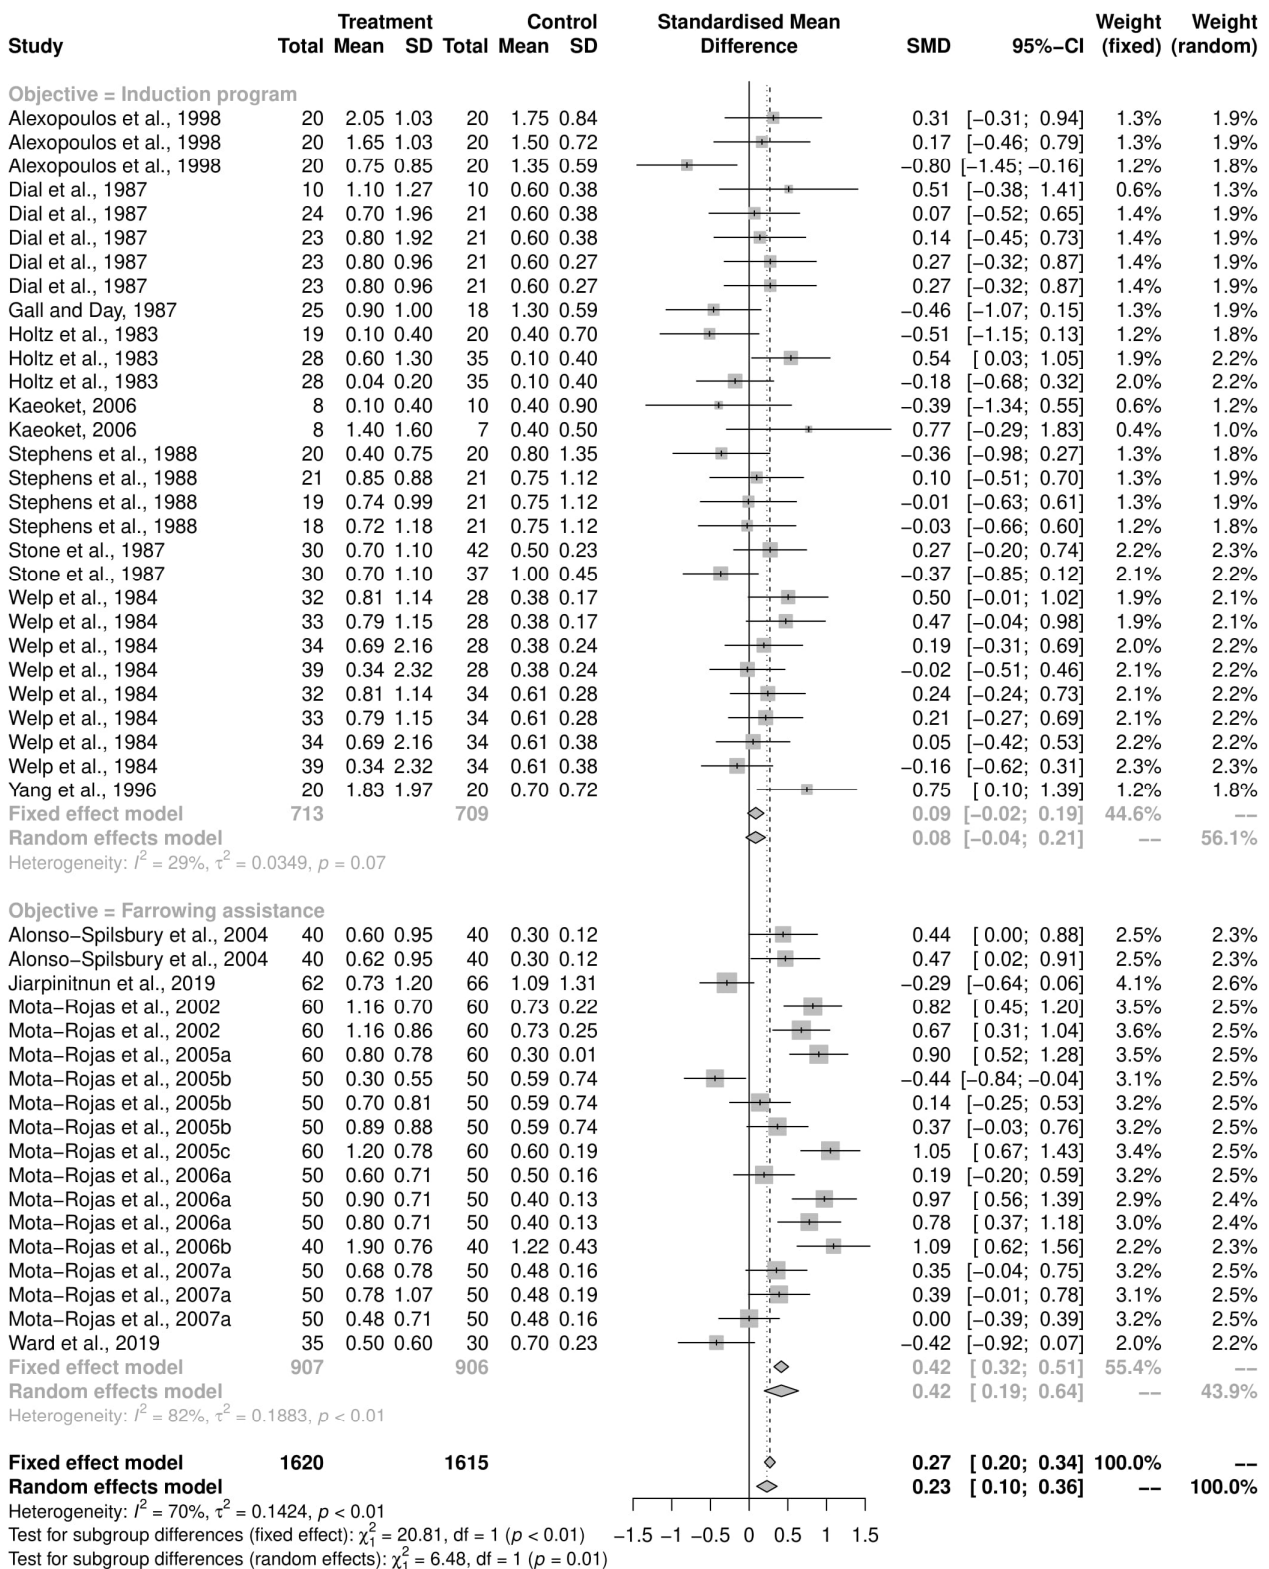 Treatment Control Standardised Mean Weight Weight
Study Total Mean SD Total Mean SD Difference SMD 95%−CI (fixed) (random)
Objective = Induction program
Alexopoulos et al., 1998 20 2.05 1.03 20 1.75 0.84 0.31 [−0.31; 0.94] 1.3% 1.9%
Alexopoulos et al., 1998 20 1.65 1.03 20 1.50 0.72 0.17 [−0.46; 0.79] 1.3% 1.9%
Alexopoulos et al., 1998 20 0.75 0.85 20 1.35 0.59 −0.80 [−1.45; −0.16] 1.2% 1.8%
Dial et al., 1987 10 1.10 1.27 10 0.60 0.38 0.51 [−0.38; 1.41] 0.6% 1.3%
Dial et al., 1987 24 0.70 1.96 21 0.60 0.38 0.07 [−0.52; 0.65] 1.4% 1.9%
Dial et al., 1987 23 0.80 1.92 21 0.60 0.38 0.14 [−0.45; 0.73] 1.4% 1.9%
Dial et al., 1987 23 0.80 0.96 21 0.60 0.27 0.27 [−0.32; 0.87] 1.4% 1.9%
Dial et al., 1987 23 0.80 0.96 21 0.60 0.27 0.27 [−0.32; 0.87] 1.4% 1.9%
Gall and Day, 1987 25 0.90 1.00 18 1.30 0.59 −0.46 [−1.07; 0.15] 1.3% 1.9%
Holtz et al., 1983 19 0.10 0.40 20 0.40 0.70 −0.51 [−1.15; 0.13] 1.2% 1.8%
Holtz et al., 1983 28 0.60 1.30 35 0.10 0.40 0.54 [ 0.03; 1.05] 1.9% 2.2%
Holtz et al., 1983 28 0.04 0.20 35 0.10 0.40 −0.18 [−0.68; 0.32] 2.0% 2.2%
Kaeoket, 2006 8 0.10 0.40 10 0.40 0.90 −0.39 [−1.34; 0.55] 0.6% 1.2%
Kaeoket, 2006 8 1.40 1.60 7 0.40 0.50 0.77 [−0.29; 1.83] 0.4% 1.0%
Stephens et al., 1988 20 0.40 0.75 20 0.80 1.35 −0.36 [−0.98; 0.27] 1.3% 1.8%
Stephens et al., 1988 21 0.85 0.88 21 0.75 1.12 0.10 [−0.51; 0.70] 1.3% 1.9%
Stephens et al., 1988 19 0.74 0.99 21 0.75 1.12 −0.01 [−0.63; 0.61] 1.3% 1.9%
Stephens et al., 1988 18 0.72 1.18 21 0.75 1.12 −0.03 [−0.66; 0.60] 1.2% 1.8%
Stone et al., 1987 30 0.70 1.10 42 0.50 0.23 0.27 [−0.20; 0.74] 2.2% 2.3%
Stone et al., 1987 30 0.70 1.10 37 1.00 0.45 −0.37 [−0.85; 0.12] 2.1% 2.2%
Welp et al., 1984 32 0.81 1.14 28 0.38 0.17 0.50 [−0.01; 1.02] 1.9% 2.1%
Welp et al., 1984 33 0.79 1.15 28 0.38 0.17 0.47 [−0.04; 0.98] 1.9% 2.1%
Welp et al., 1984 34 0.69 2.16 28 0.38 0.24 0.19 [−0.31; 0.69] 2.0% 2.2%
Welp et al., 1984 39 0.34 2.32 28 0.38 0.24 −0.02 [−0.51; 0.46] 2.1% 2.2%
Welp et al., 1984 32 0.81 1.14 34 0.61 0.28 0.24 [−0.24; 0.73] 2.1% 2.2%
Welp et al., 1984 33 0.79 1.15 34 0.61 0.28 0.21 [−0.27; 0.69] 2.1% 2.2%
Welp et al., 1984 34 0.69 2.16 34 0.61 0.38 0.05 [−0.42; 0.53] 2.2% 2.2%
Welp et al., 1984 39 0.34 2.32 34 0.61 0.38 −0.16 [−0.62; 0.31] 2.3% 2.3%
Yang et al., 1996 20 1.83 1.97 20 0.70 0.72 0.75 [ 0.10; 1.39] 1.2% 1.8%
Fixed effect model 713 709 0.09 [−0.02; 0.19] 44.6% −−
Random effects model 0.08 [−0.04; 0.21] −− 56.1%
Heterogeneity: I² = 29%, τ² = 0.0349, p = 0.07
Objective = Farrowing assistance
Alonso−Spilsbury et al., 2004 40 0.60 0.95 40 0.30 0.12 0.44 [ 0.00; 0.88] 2.5% 2.3%
Alonso−Spilsbury et al., 2004 40 0.62 0.95 40 0.30 0.12 0.47 [ 0.02; 0.91] 2.5% 2.3%
Jiarpinitnun et al., 2019 62 0.73 1.20 66 1.09 1.31 −0.29 [−0.64; 0.06] 4.1% 2.6%
Mota−Rojas et al., 2002 60 1.16 0.70 60 0.73 0.22 0.82 [ 0.45; 1.20] 3.5% 2.5%
Mota−Rojas et al., 2002 60 1.16 0.86 60 0.73 0.25 0.67 [ 0.31; 1.04] 3.6% 2.5%
Mota−Rojas et al., 2005a 60 0.80 0.78 60 0.30 0.01 0.90 [ 0.52; 1.28] 3.5% 2.5%
Mota−Rojas et al., 2005b 50 0.30 0.55 50 0.59 0.74 −0.44 [−0.84; −0.04] 3.1% 2.5%
Mota−Rojas et al., 2005b 50 0.70 0.81 50 0.59 0.74 0.14 [−0.25; 0.53] 3.2% 2.5%
Mota−Rojas et al., 2005b 50 0.89 0.88 50 0.59 0.74 0.37 [−0.03; 0.76] 3.2% 2.5%
Mota−Rojas et al., 2005c 60 1.20 0.78 60 0.60 0.19 1.05 [ 0.67; 1.43] 3.4% 2.5%
Mota−Rojas et al., 2006a 50 0.60 0.71 50 0.50 0.16 0.19 [−0.20; 0.59] 3.2% 2.5%
Mota−Rojas et al., 2006a 50 0.90 0.71 50 0.40 0.13 0.97 [ 0.56; 1.39] 2.9% 2.4%
Mota−Rojas et al., 2006a 50 0.80 0.71 50 0.40 0.13 0.78 [ 0.37; 1.18] 3.0% 2.4%
Mota−Rojas et al., 2006b 40 1.90 0.76 40 1.22 0.43 1.09 [ 0.62; 1.56] 2.2% 2.3%
Mota−Rojas et al., 2007a 50 0.68 0.78 50 0.48 0.16 0.35 [−0.04; 0.75] 3.2% 2.5%
Mota−Rojas et al., 2007a 50 0.78 1.07 50 0.48 0.19 0.39 [−0.01; 0.78] 3.1% 2.5%
Mota−Rojas et al., 2007a 50 0.48 0.71 50 0.48 0.16 0.00 [−0.39; 0.39] 3.2% 2.5%
Ward et al., 2019 35 0.50 0.60 30 0.70 0.23 −0.42 [−0.92; 0.07] 2.0% 2.2%
Fixed effect model 907 906 0.42 [ 0.32; 0.51] 55.4% −−
Random effects model 0.42 [ 0.19; 0.64] −− 43.9%
Heterogeneity: I² = 82%, τ² = 0.1883, p < 0.01
Fixed effect model 1620 1615 0.27 [ 0.20; 0.34] 100.0% −−
Random effects model 0.23 [ 0.10; 0.36] −− 100.0%
Heterogeneity: I² = 70%, τ² = 0.1424, p < 0.01
Test for subgroup differences (fixed effect): χ²₁ = 20.81, df = 1 (p < 0.01) −1.5 −1 −0.5 0 0.5 1 1.5
Test for subgroup differences (random effects): χ²₁ = 6.48, df = 1 (p = 0.01)